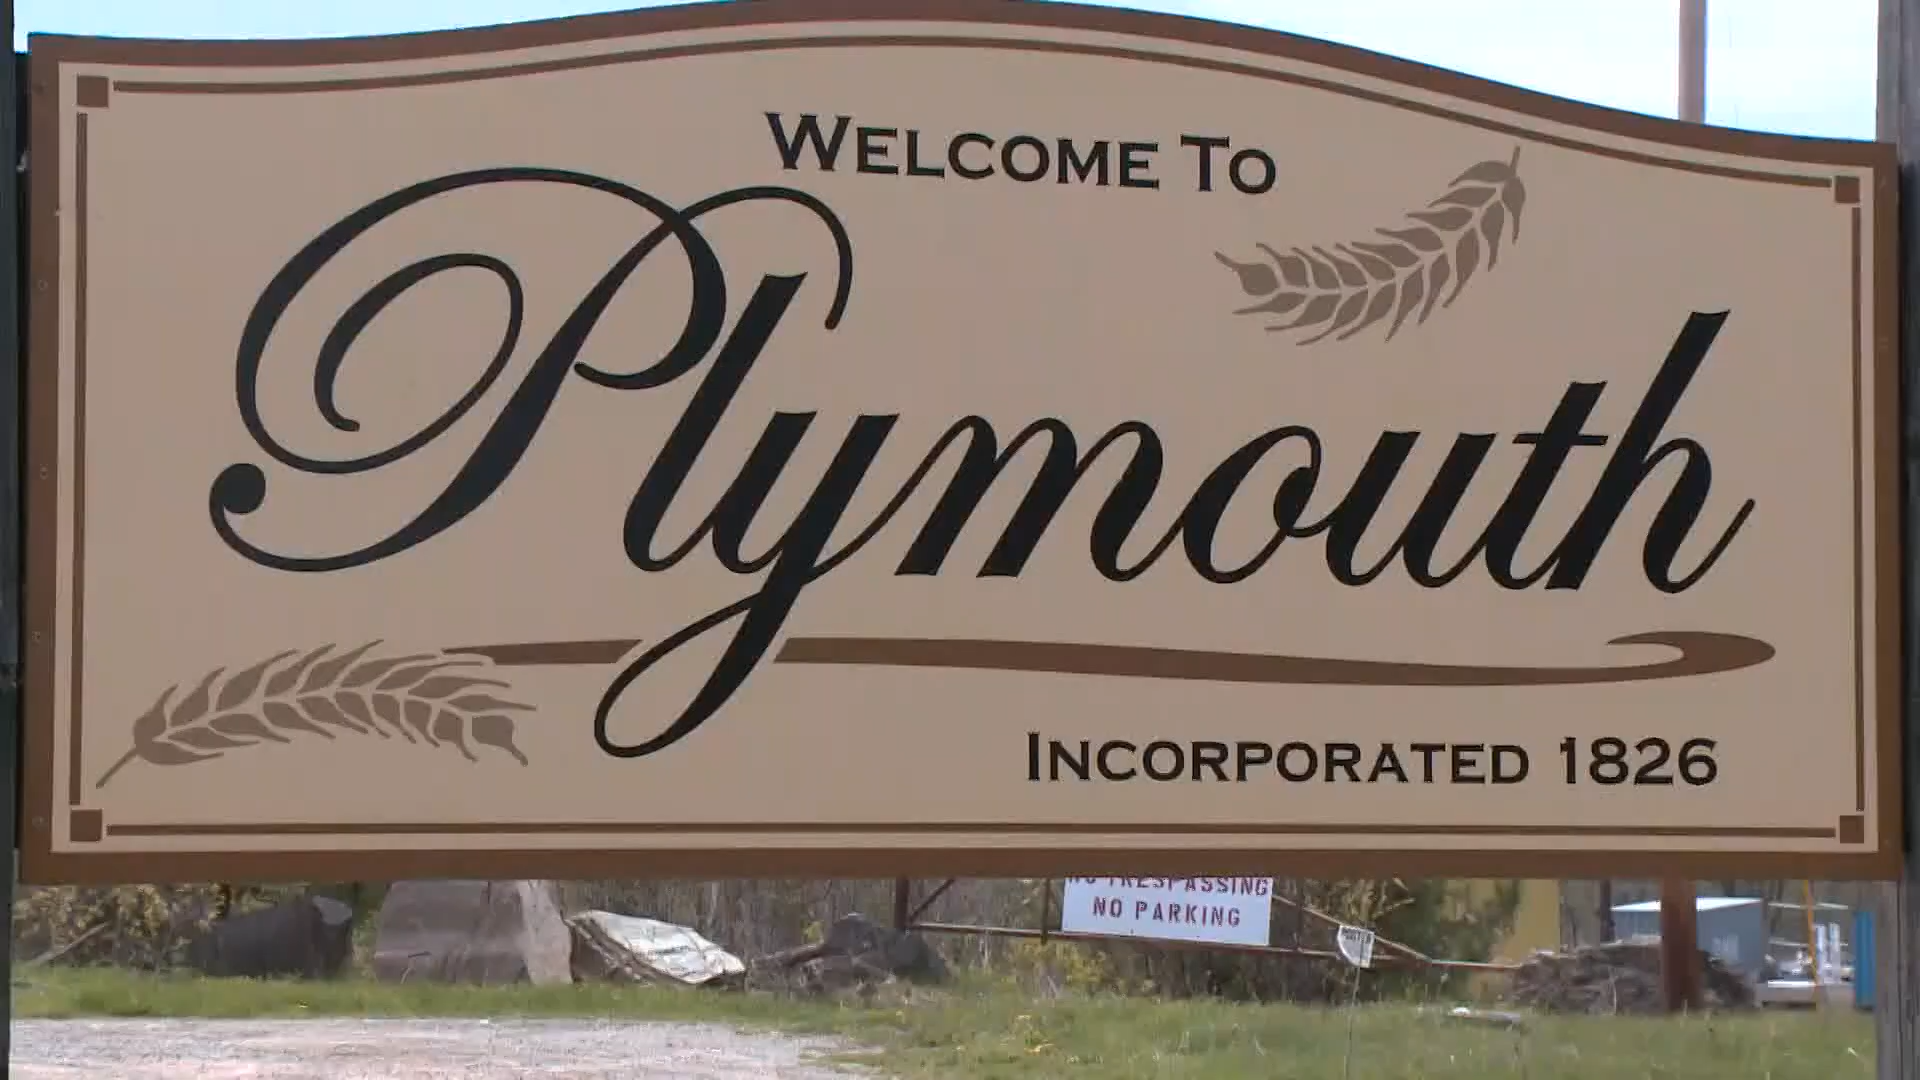 WELCOME TO
Plymouth
INCORPORATED 1826
NO TRESPASSING
NO PARKING